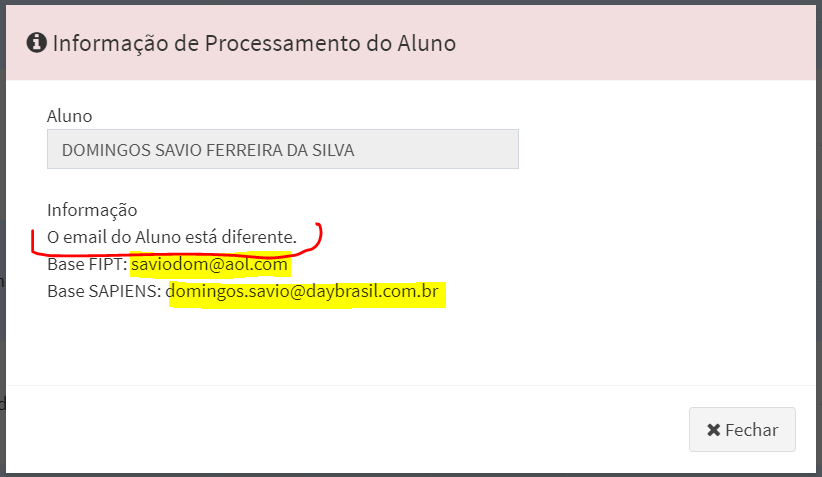 Informação de Processamento do Aluno
Aluno
DOMINGOS SAVIO FERREIRA DA SILVA
Informação
O email do Aluno está diferente.
Base FIPT: saviodom@aol.com
Base SAPIENS: domingos.savio@daybrasil.com.br
Fechar